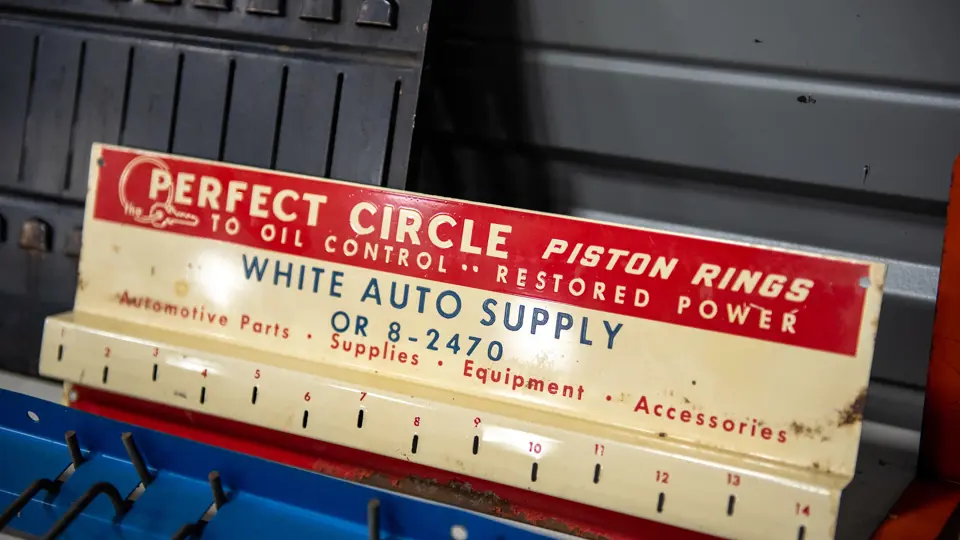 the PERFECT CIRCLE PISTON RINGS
TO OIL CONTROL ·· RESTORED POWER
WHITE AUTO SUPPLY
OR 8-2470
Automotive Parts · Supplies · Equipment · Accessories
1 2 3 4 5 6 7 8 9 10 11 12 13 14